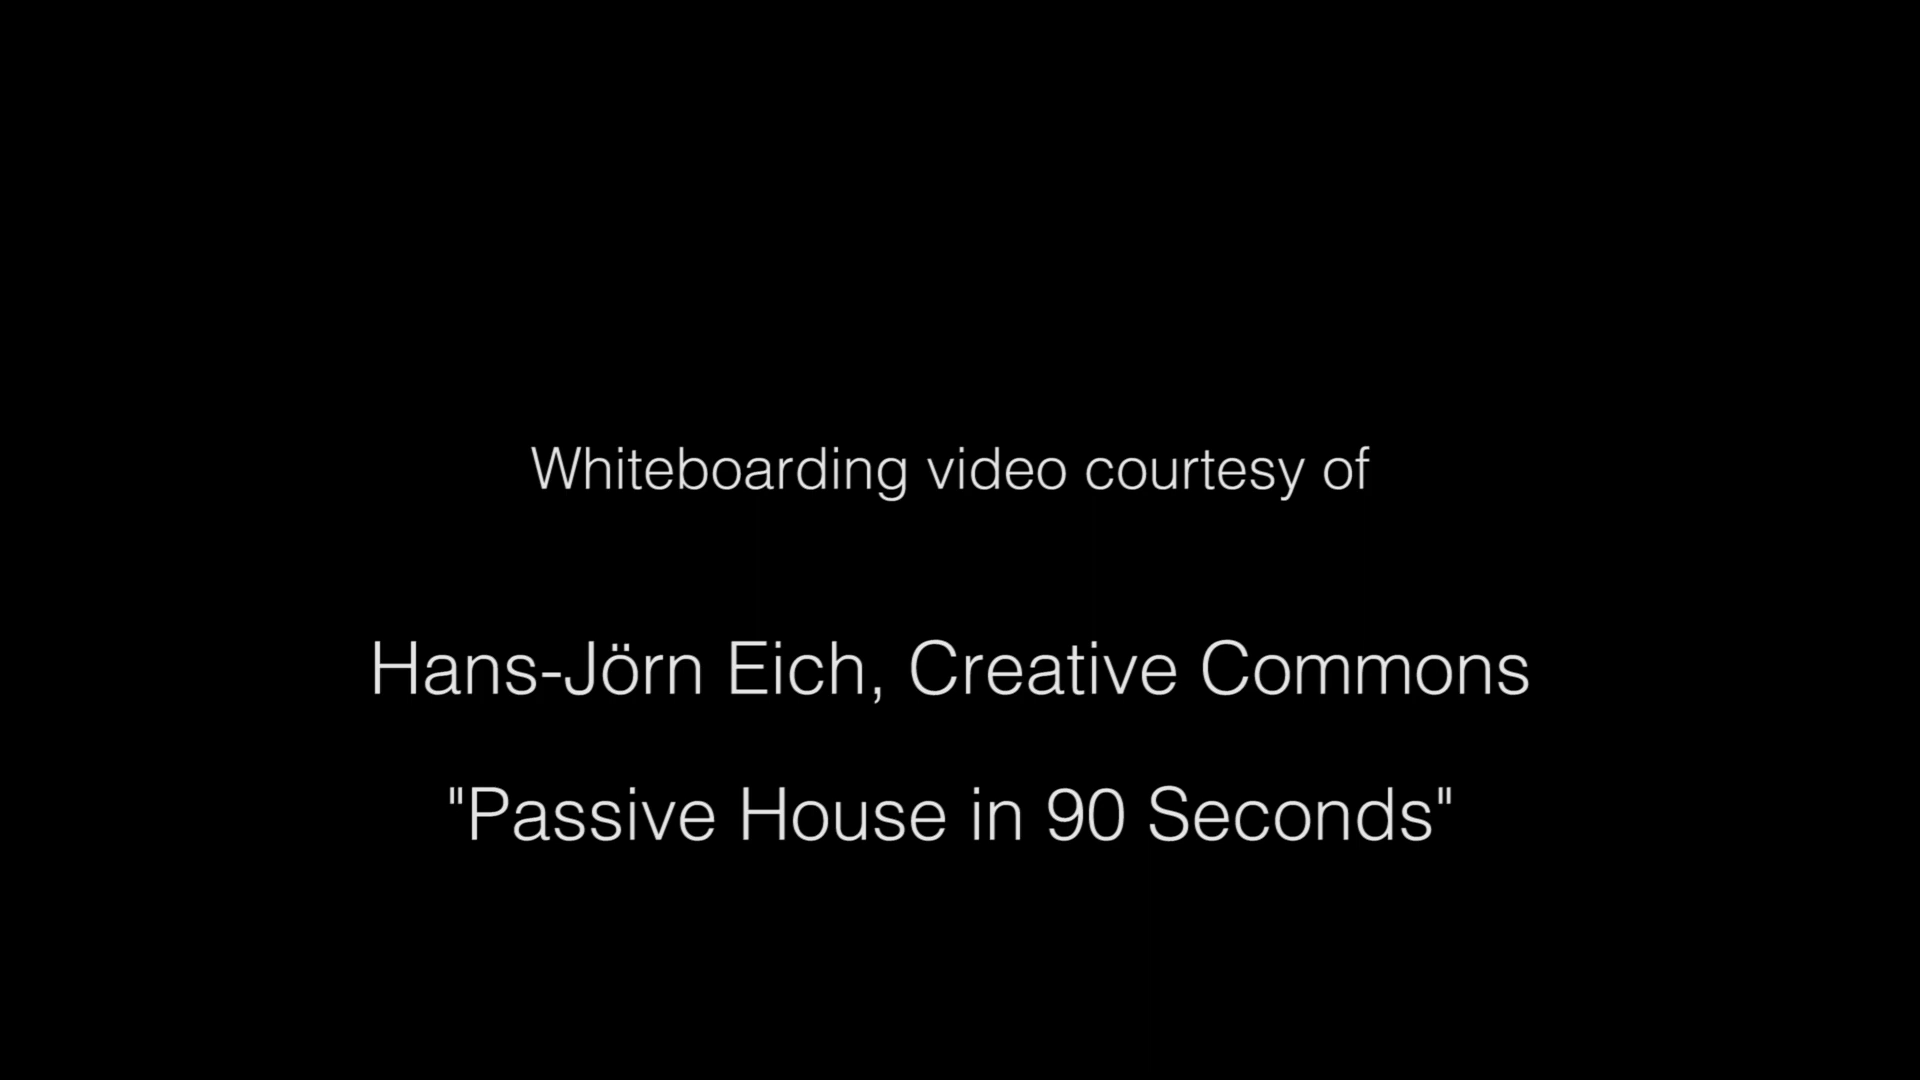 Whiteboarding video courtesy of
Hans-Jörn Eich, Creative Commons
"Passive House in 90 Seconds"